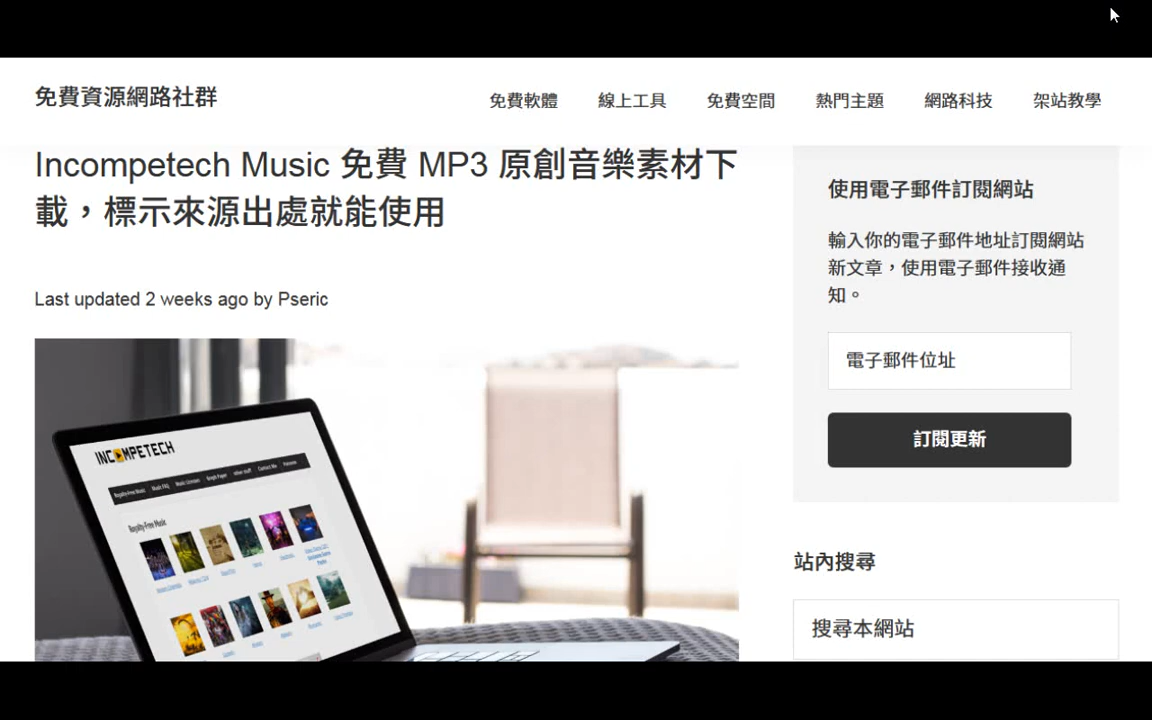 免費資源網路社群
免費軟體 線上工具 免費空間 熱門主題 網路科技 架站教學
Incompetech Music 免費 MP3 原創音樂素材下
載，標示來源出處就能使用
Last updated 2 weeks ago by Pseric
INCOMPETECH
Royalty-Free Music
使用電子郵件訂閱網站
輸入你的電子郵件地址訂閱網站
新文章，使用電子郵件接收通
知。
電子郵件位址
訂閱更新
站內搜尋
搜尋本網站